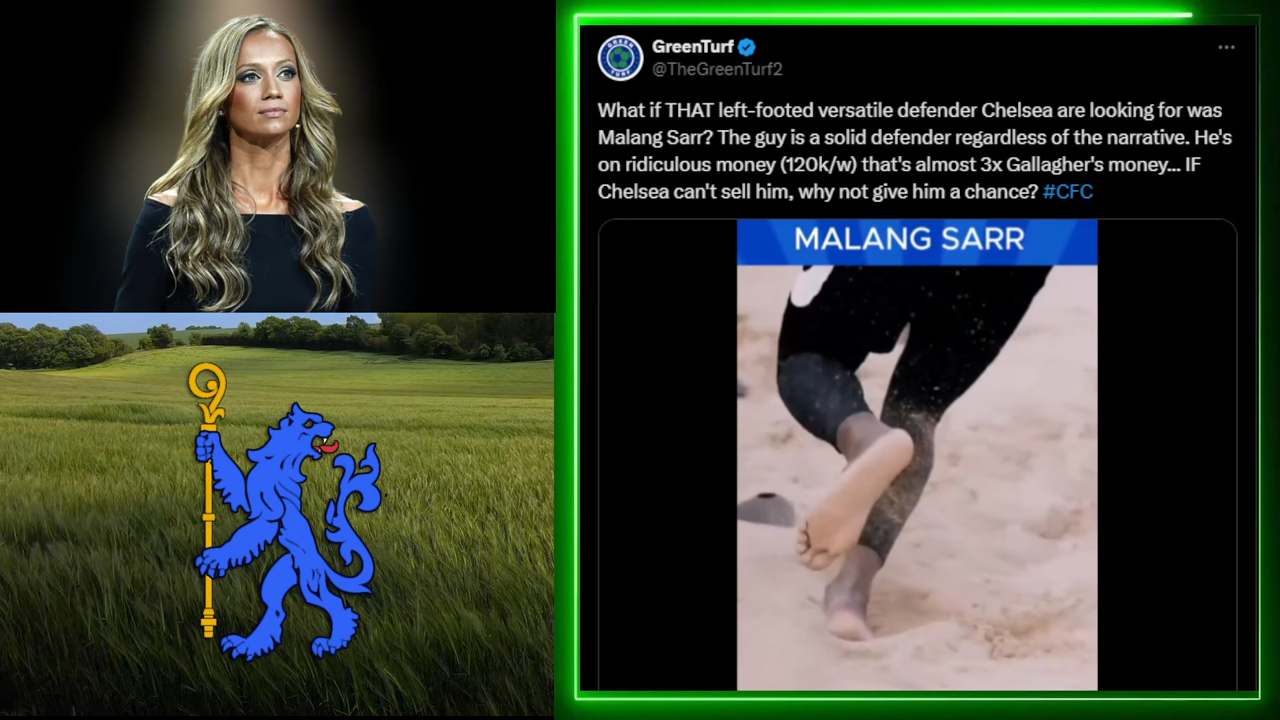 GreenTurf
@TheGreenTurf2
What if THAT left-footed versatile defender Chelsea are looking for was
Malang Sarr? The guy is a solid defender regardless of the narrative. He's
on ridiculous money (120k/w) that's almost 3x Gallagher's money... IF
Chelsea can't sell him, why not give him a chance? #CFC
MALANG SARR
GREEN
TURF